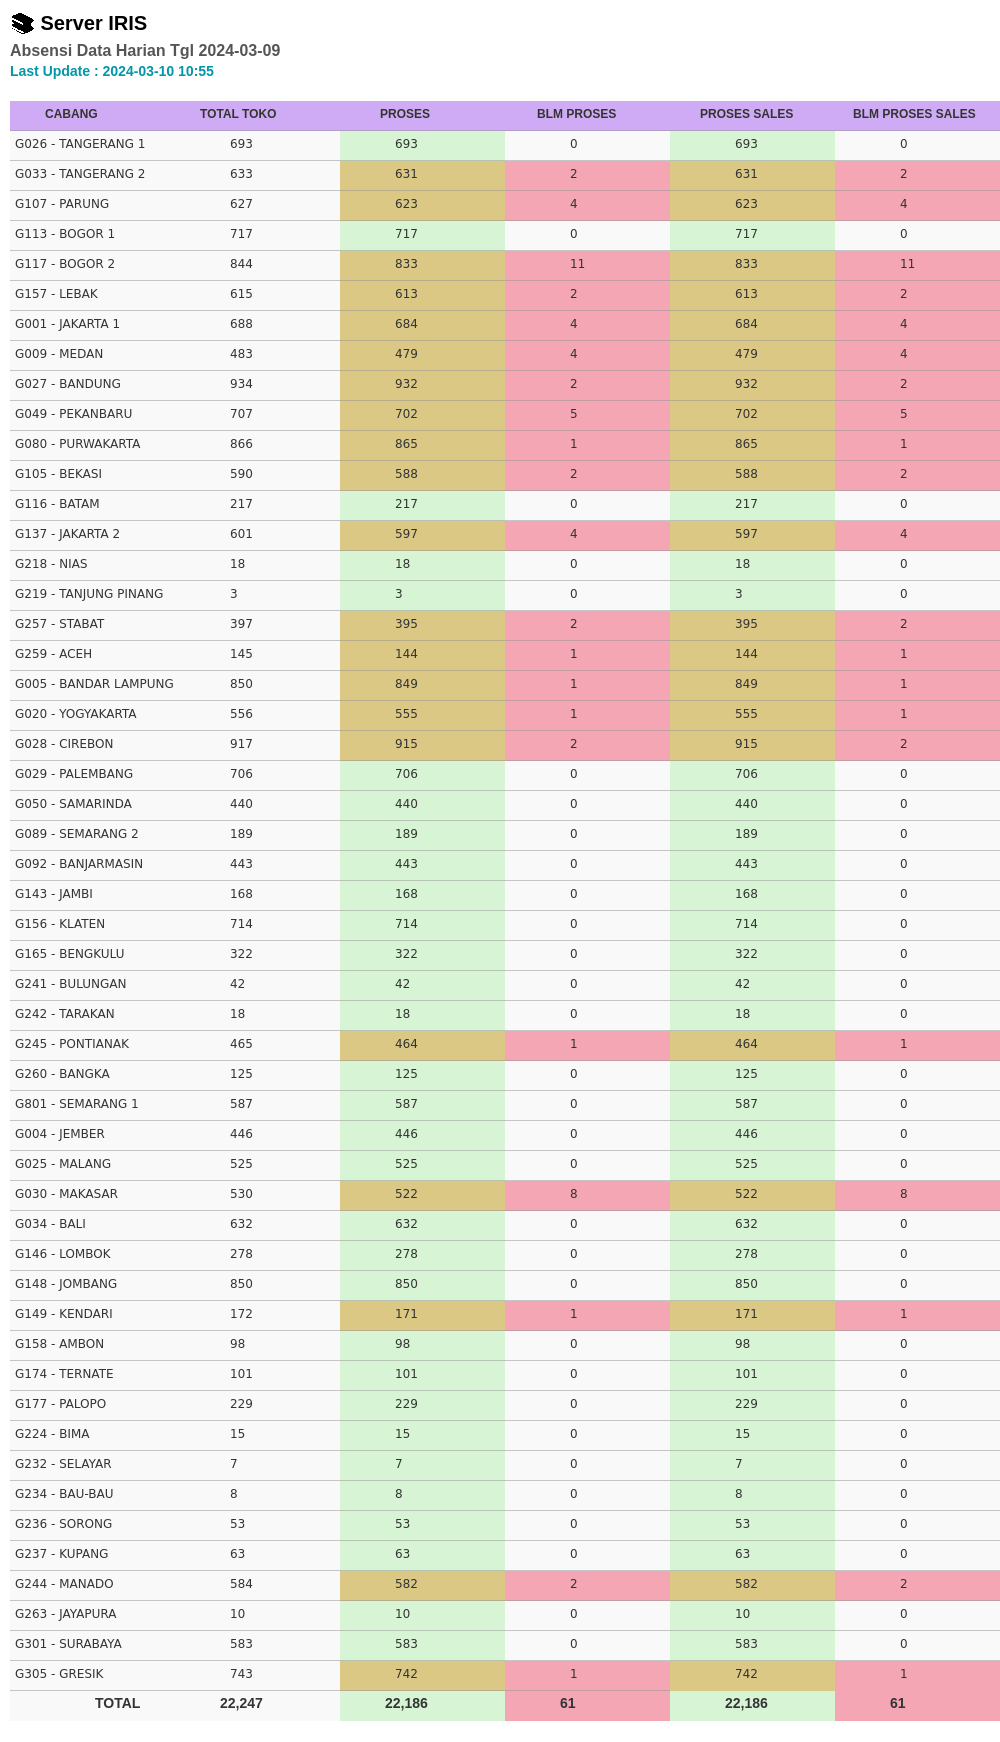 Server IRIS
Absensi Data Harian Tgl 2024-03-09
Last Update : 2024-03-10 10:55
CABANG TOTAL TOKO PROSES BLM PROSES PROSES SALES BLM PROSES SALES
G026 - TANGERANG 1 693 693 0 693 0
G033 - TANGERANG 2 633 631 2 631 2
G107 - PARUNG 627 623 4 623 4
G113 - BOGOR 1 717 717 0 717 0
G117 - BOGOR 2 844 833 11 833 11
G157 - LEBAK 615 613 2 613 2
G001 - JAKARTA 1 688 684 4 684 4
G009 - MEDAN 483 479 4 479 4
G027 - BANDUNG 934 932 2 932 2
G049 - PEKANBARU 707 702 5 702 5
G080 - PURWAKARTA 866 865 1 865 1
G105 - BEKASI 590 588 2 588 2
G116 - BATAM 217 217 0 217 0
G137 - JAKARTA 2 601 597 4 597 4
G218 - NIAS 18 18 0 18 0
G219 - TANJUNG PINANG 3 3 0 3 0
G257 - STABAT 397 395 2 395 2
G259 - ACEH 145 144 1 144 1
G005 - BANDAR LAMPUNG 850 849 1 849 1
G020 - YOGYAKARTA 556 555 1 555 1
G028 - CIREBON 917 915 2 915 2
G029 - PALEMBANG 706 706 0 706 0
G050 - SAMARINDA 440 440 0 440 0
G089 - SEMARANG 2 189 189 0 189 0
G092 - BANJARMASIN 443 443 0 443 0
G143 - JAMBI 168 168 0 168 0
G156 - KLATEN 714 714 0 714 0
G165 - BENGKULU 322 322 0 322 0
G241 - BULUNGAN 42 42 0 42 0
G242 - TARAKAN 18 18 0 18 0
G245 - PONTIANAK 465 464 1 464 1
G260 - BANGKA 125 125 0 125 0
G801 - SEMARANG 1 587 587 0 587 0
G004 - JEMBER 446 446 0 446 0
G025 - MALANG 525 525 0 525 0
G030 - MAKASAR 530 522 8 522 8
G034 - BALI 632 632 0 632 0
G146 - LOMBOK 278 278 0 278 0
G148 - JOMBANG 850 850 0 850 0
G149 - KENDARI 172 171 1 171 1
G158 - AMBON 98 98 0 98 0
G174 - TERNATE 101 101 0 101 0
G177 - PALOPO 229 229 0 229 0
G224 - BIMA 15 15 0 15 0
G232 - SELAYAR 7 7 0 7 0
G234 - BAU-BAU 8 8 0 8 0
G236 - SORONG 53 53 0 53 0
G237 - KUPANG 63 63 0 63 0
G244 - MANADO 584 582 2 582 2
G263 - JAYAPURA 10 10 0 10 0
G301 - SURABAYA 583 583 0 583 0
G305 - GRESIK 743 742 1 742 1
TOTAL 22,247 22,186 61 22,186 61